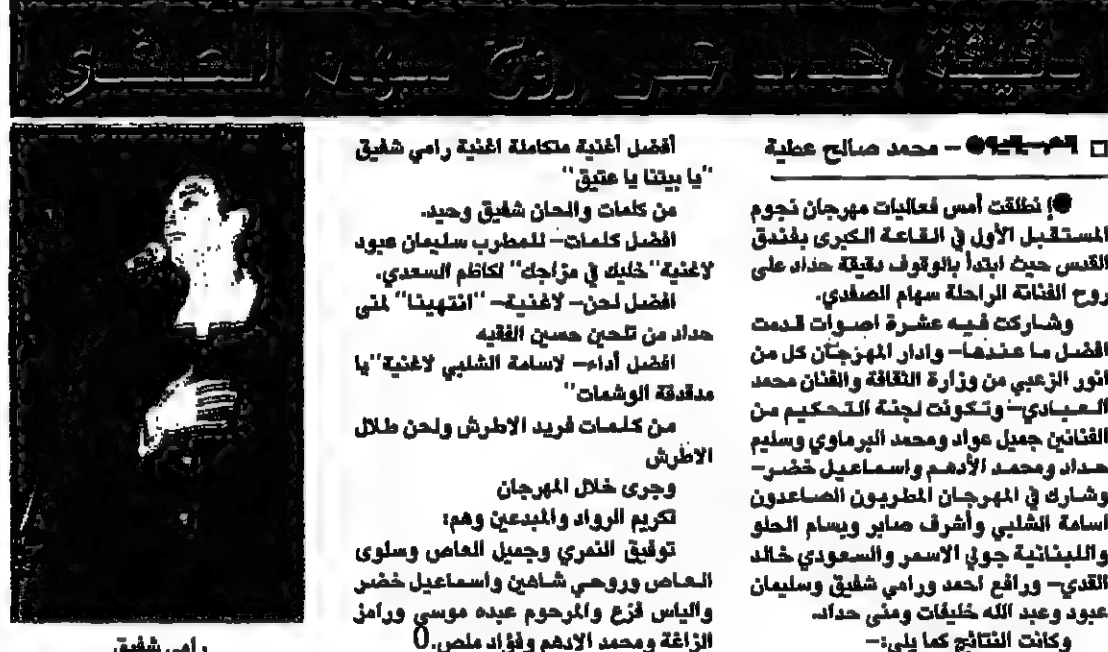 دقيقة حداد على روح سهام الصفدي
– محمد صالح عطية
إنطلقت أمس فعاليات مهرجان نجوم
المستقبل الأول في القاعة الكبرى بفندق
القدس حيث ابتدأ بالوقوف دقيقة حداد على
روح الفنانة الراحلة سهام الصفدي.
وشاركت فيه عشرة اصوات قدمت
افضل ما عندها– وادار المهرجان كل من
انور الزعبي من وزارة الثقافة والفنان محمد
العبادي– وتكونت لجنة التحكيم من
الفنانين جميل عواد ومحمد البرماوي وسليم
حداد ومحمد الأدهم واسماعيل خضر–
وشارك في المهرجان المطربون الصاعدون
اسامة الشلبي وأشرف صابر وبسام الحلو
واللبنانية جولي الاسمر والسعودي خالد
القدي– ورافع احمد ورامي شفيق وسليمان
عبود وعبد الله خليفات ومنى حداد.
وكانت النتائج كما يلي:–
أفضل أغنية متكاملة اغنية رامي شفيق
"يا بيتنا يا عتيق"
من كلمات والحان شفيق وحيد.
افضل كلمات– للمطرب سليمان عبود
لاغنية "خليك في مزاجك" لكاظم السعدي.
افضل لحن– لاغنية– "انتهينا" لمنى
حداد من تلحين حسين الفقيه
افضل أداء– لاسامة الشلبي لاغنية "يا
مدقدقة الوشمات"
من كلمات فريد الاطرش ولحن طلال
الاطرش
وجرى خلال المهرجان
تكريم الرواد والمبدعين وهم:
توفيق النمري وجميل العاص وسلوى
العاص وروحي شاهين واسماعيل خضر
والياس فزع والمرحوم عبده موسى ورامز
الزاغة ومحمد الادهم وفؤاد ملص.0
رامي شفيق